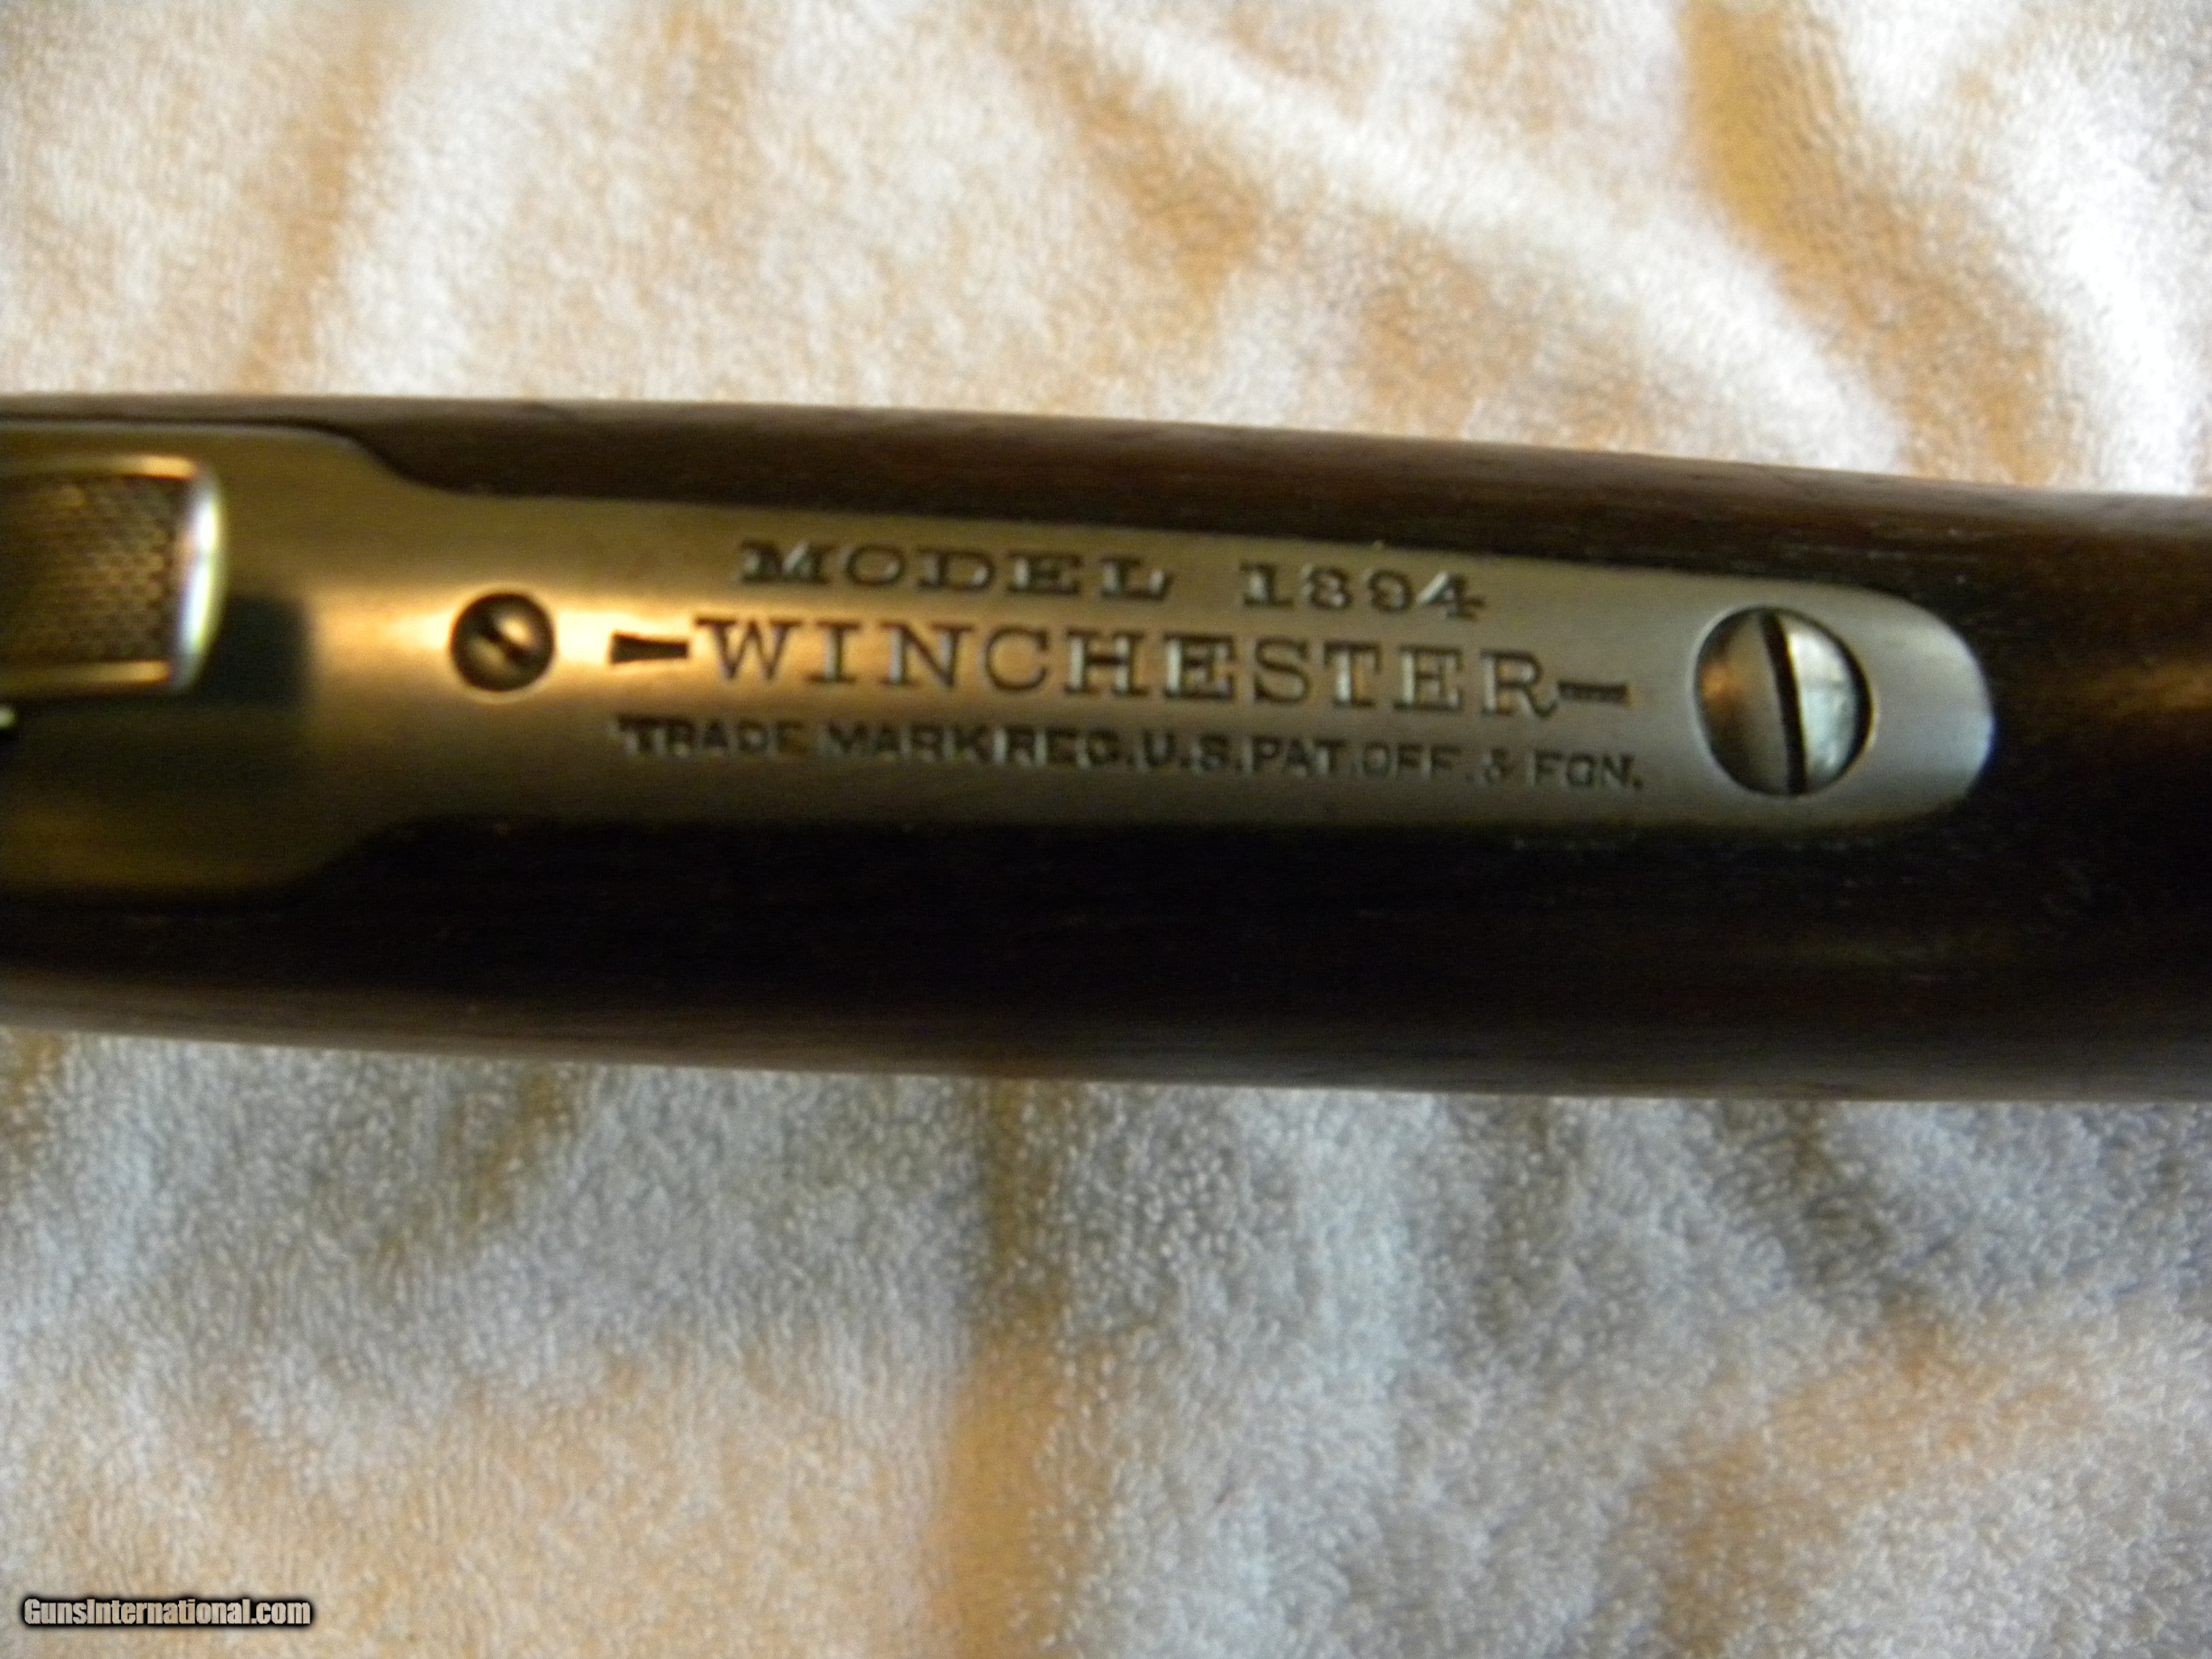 MODEL 1894
-WINCHESTER-
TRADE MARK REG. U.S. PAT. OFF. & FGN.
GunsInternational.com